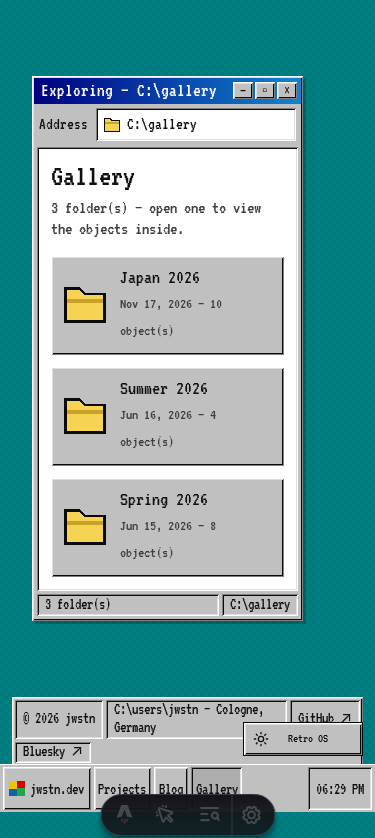 Exploring - C:\gallery
Address C:\gallery
Gallery
3 folder(s) - open one to view
the objects inside.
Japan 2026
Nov 17, 2026 - 10
object(s)
Summer 2026
Jun 16, 2026 - 4
object(s)
Spring 2026
Jun 15, 2026 - 8
object(s)
3 folder(s) C:\gallery
© 2026 jwstn
C:\users\jwstn - Cologne,
Germany
GitHub ↗
Bluesky ↗
Retro OS
jwstn.dev Projects Blog Gallery 06:29 PM